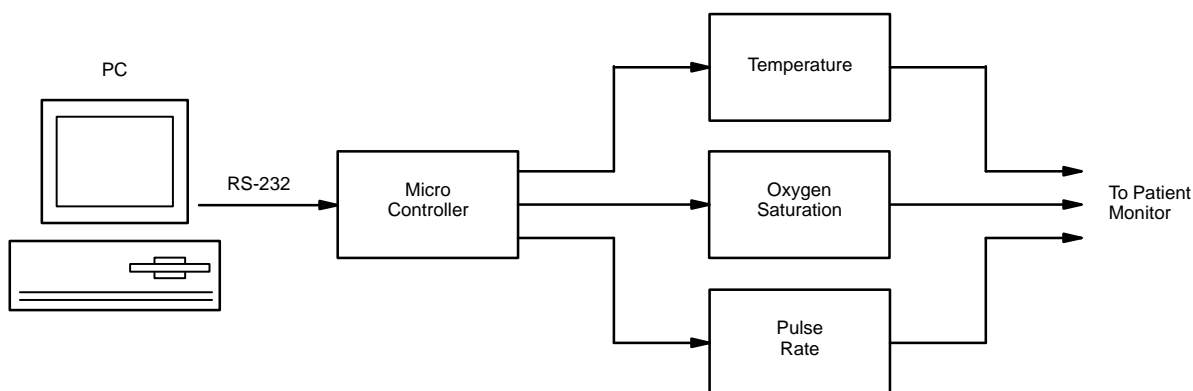 PC
RS-232
Micro
Controller
Temperature
Oxygen
Saturation
Pulse
Rate
To Patient
Monitor